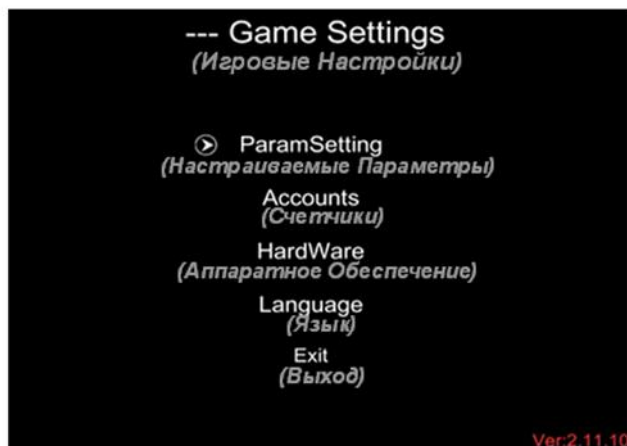 --- Game Settings
(Игровые Настройки)
ParamSetting
(Настраиваемые Параметры)
Accounts
(Счетчики)
HardWare
(Аппаратное Обеспечение)
Language
(Язык)
Exit
(Выход)
Ver:2.11.10